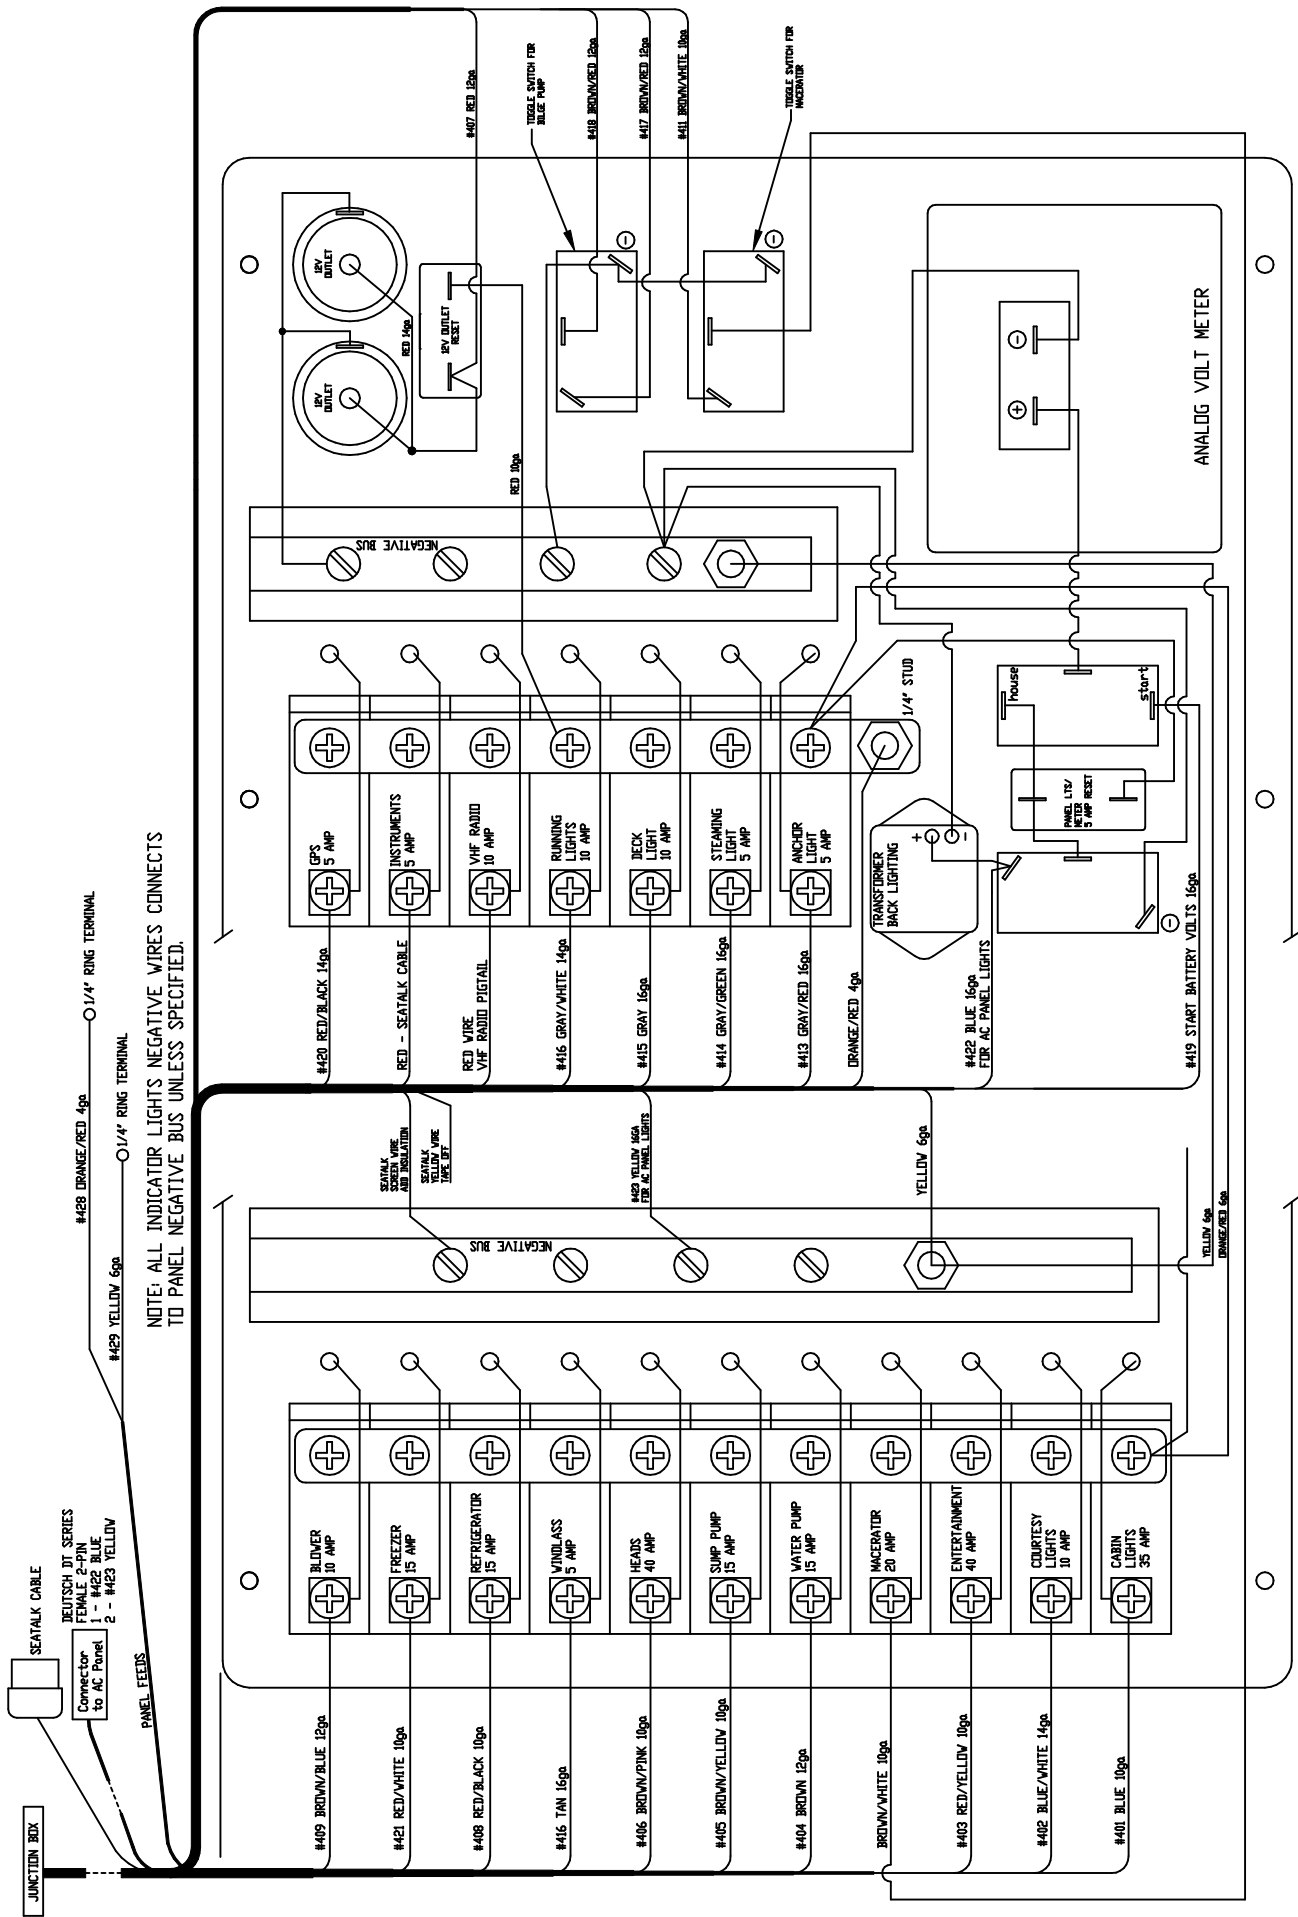 JUNCTION BOX
SEATALK CABLE
DEUTSCH DT SERIES
FEMALE 2-PIN
1 - #422 BLUE
2 - #423 YELLOW
Connector
to AC Panel
PANEL FEEDS
#428 ORANGE/RED 4ga
1/4" RING TERMINAL
#429 YELLOW 6ga
1/4" RING TERMINAL
NOTE: ALL INDICATOR LIGHTS NEGATIVE WIRES CONNECTS
TO PANEL NEGATIVE BUS UNLESS SPECIFIED.
#409 BROWN/BLUE 12ga
#421 RED/WHITE 10ga
#408 RED/BLACK 10ga
#416 TAN 16ga
#406 BROWN/PINK 10ga
#405 BROWN/YELLOW 10ga
#404 BROWN 12ga
BROWN/WHITE 10ga
#403 RED/YELLOW 10ga
#402 BLUE/WHITE 14ga
#401 BLUE 10ga
BLOWER
10 AMP
FREEZER
15 AMP
REFRIGERATOR
15 AMP
WINDLASS
5 AMP
HEADS
40 AMP
SUMP PUMP
15 AMP
WATER PUMP
15 AMP
MACERATOR
20 AMP
ENTERTAINMENT
40 AMP
COURTESY
LIGHTS
10 AMP
CABIN
LIGHTS
35 AMP
NEGATIVE BUS
SEATALK
SCREEN WIRE
ADD INSULATION
SEATALK
YELLOW WIRE
TAPE OFF
#423 YELLOW 16GA
FOR AC PANEL LIGHTS
YELLOW 6ga
YELLOW 6ga
ORANGE/RED 6ga
#420 RED/BLACK 14ga
RED - SEATALK CABLE
RED WIRE
VHF RADIO PIGTAIL
#416 GRAY/WHITE 14ga
#415 GRAY 16ga
#414 GRAY/GREEN 16ga
#413 GRAY/RED 16ga
ORANGE/RED 4ga
#422 BLUE 16ga
FOR AC PANEL LIGHTS
#419 START BATTERY VOLTS 16ga
GPS
5 AMP
INSTRUMENTS
5 AMP
VHF RADIO
10 AMP
RUNNING
LIGHTS
10 AMP
DECK
LIGHT
10 AMP
STEAMING
LIGHT
5 AMP
ANCHOR
LIGHT
5 AMP
TRANSFORMER
BACK LIGHTING
+
-
1/4" STUD
PANEL LTS/
METER
5 AMP RESET
-
house
start
NEGATIVE BUS
RED 10ga
RED 14ga
12V
OUTLET
12V
OUTLET
12V OUTLET
RESET
#407 RED 12ga
TOGGLE SWITCH FOR
BILGE PUMP
#418 BROWN/RED 12ga
#417 BROWN/RED 12ga
#411 BROWN/WHITE 10ga
TOGGLE SWITCH FOR
MACERATOR
-
-
+
-
ANALOG VOLT METER